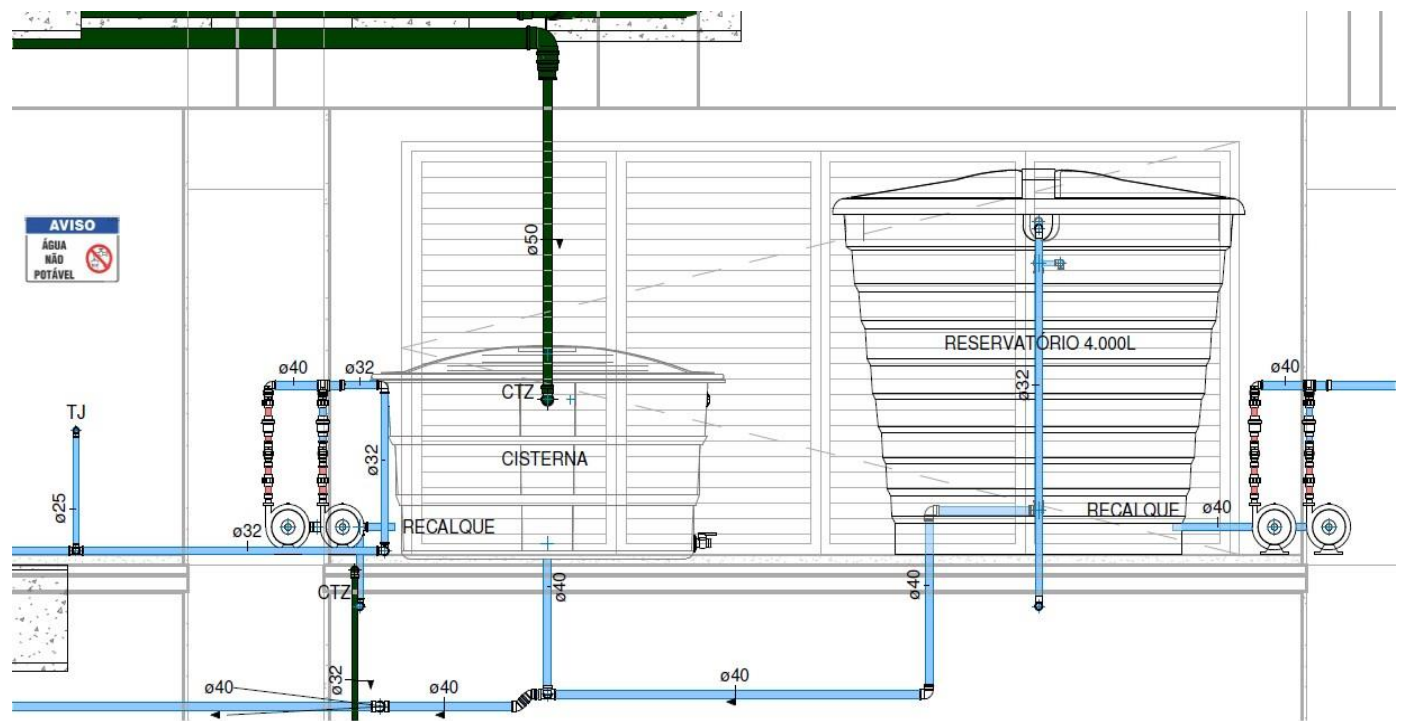 ø50
AVISO
ÁGUA
NÃO
POTÁVEL
RESERVATÓRIO 4.000L
ø40
ø32
ø40
CTZ
ø32
TJ
CISTERNA
ø32
ø25
RECALQUE
RECALQUE
ø40
ø32
CTZ
ø40
ø40
ø32
ø40
ø40
ø40